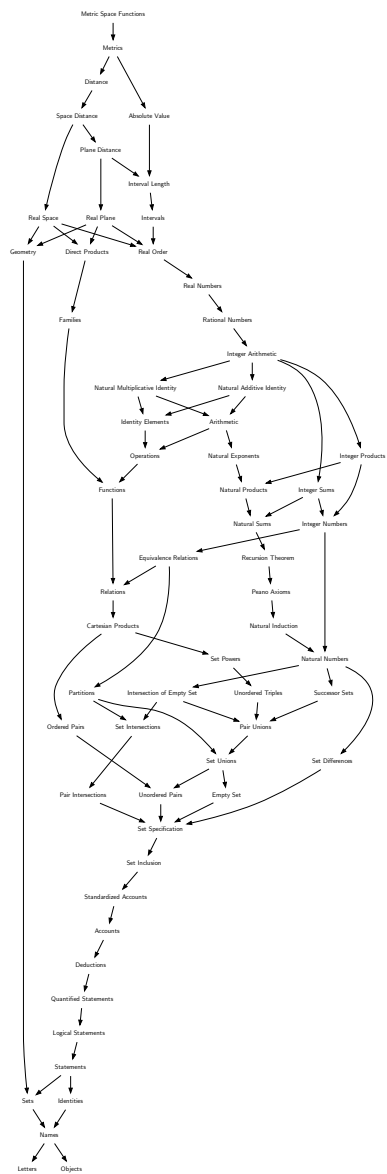 Metric Space Functions
Metrics
Distance
Space Distance
Absolute Value
Plane Distance
Interval Length
Real Space
Real Plane
Intervals
Geometry
Direct Products
Real Order
Real Numbers
Families
Rational Numbers
Integer Arithmetic
Natural Multiplicative Identity
Natural Additive Identity
Identity Elements
Arithmetic
Operations
Natural Exponents
Integer Products
Functions
Natural Products
Integer Sums
Natural Sums
Integer Numbers
Equivalence Relations
Recursion Theorem
Relations
Peano Axioms
Cartesian Products
Natural Induction
Set Powers
Natural Numbers
Partitions
Intersection of Empty Set
Unordered Triples
Successor Sets
Ordered Pairs
Set Intersections
Pair Unions
Set Unions
Set Differences
Pair Intersections
Unordered Pairs
Empty Set
Set Specification
Set Inclusion
Standardized Accounts
Accounts
Deductions
Quantified Statements
Logical Statements
Statements
Sets
Identities
Names
Letters
Objects